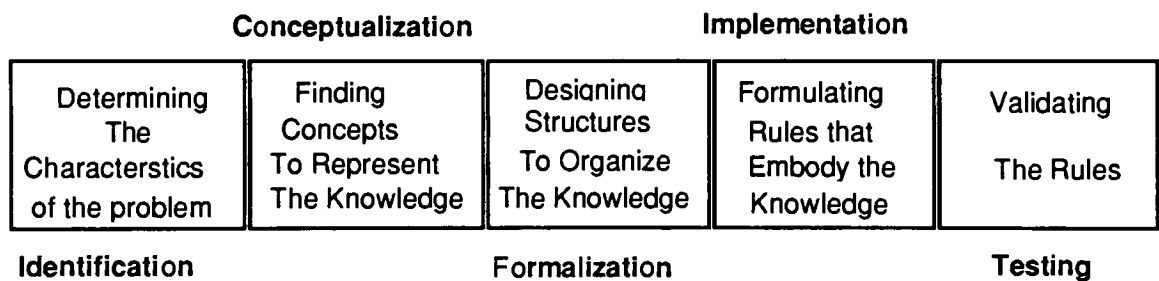 Conceptualization Implementation
Determining
The
Characterstics
of the problem
Finding
Concepts
To Represent
The Knowledge
Designing
Structures
To Organize
The Knowledge
Formulating
Rules that
Embody the
Knowledge
Validating
The Rules
Identification Formalization Testing